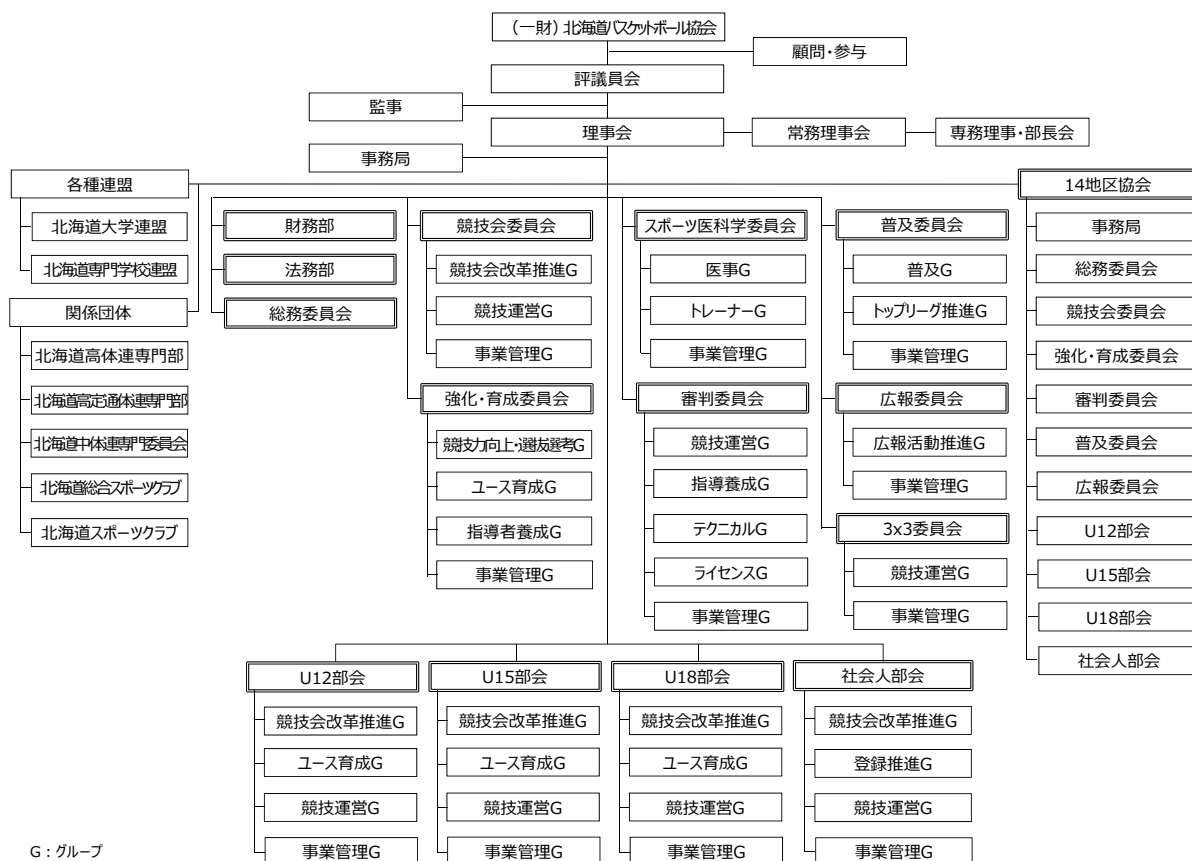 （一財）北海道バスケットボール協会
顧問・参与
評議員会
監事
理事会
常務理事会
専務理事・部長会
事務局
各種連盟
北海道大学連盟
北海道専門学校連盟
関係団体
北海道高体連専門部
北海道高定通体連専門部
北海道中体連専門委員会
北海道総合スポーツクラブ
北海道スポーツクラブ
財務部
法務部
総務委員会
競技会委員会
競技会改革推進G
競技運営G
事業管理G
強化・育成委員会
競技力向上・選抜選考G
ユース育成G
指導者養成G
事業管理G
スポーツ医科学委員会
医事G
トレーナーG
事業管理G
審判委員会
競技運営G
指導養成G
テクニカルG
ライセンスG
事業管理G
普及委員会
普及G
トップリーグ推進G
事業管理G
広報委員会
広報活動推進G
事業管理G
3x3委員会
競技運営G
事業管理G
14地区協会
事務局
総務委員会
競技会委員会
強化・育成委員会
審判委員会
普及委員会
広報委員会
U12部会
U15部会
U18部会
社会人部会
U12部会
競技会改革推進G
ユース育成G
競技運営G
事業管理G
U15部会
競技会改革推進G
ユース育成G
競技運営G
事業管理G
U18部会
競技会改革推進G
ユース育成G
競技運営G
事業管理G
社会人部会
競技会改革推進G
登録推進G
競技運営G
事業管理G
G：グループ